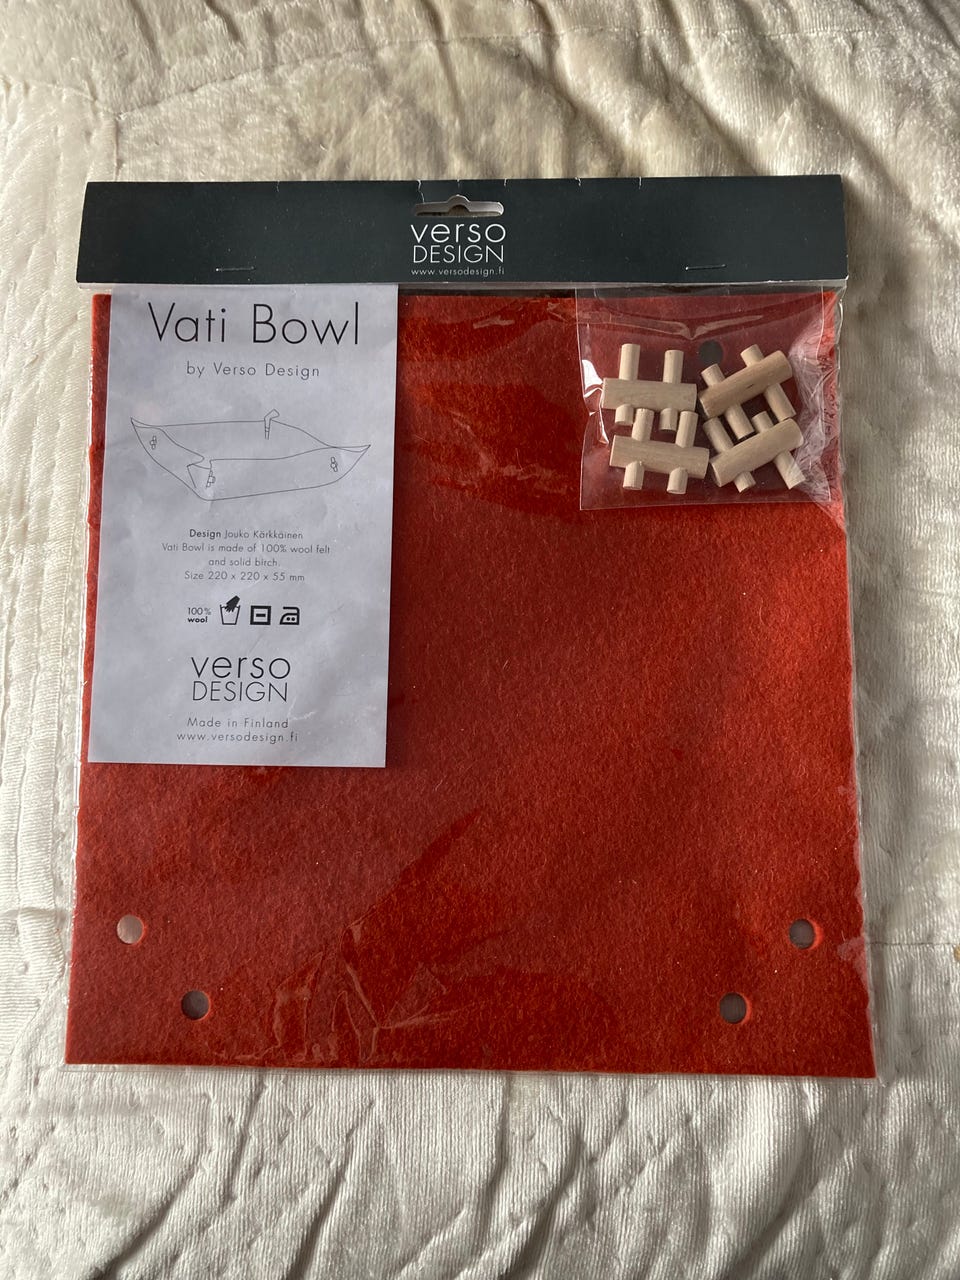 verso
DESIGN
www.versodesign.fi
Vati Bowl
by Verso Design
Design Jouko Kärkkäinen
Vati Bowl is made of 100% wool felt
and solid birch.
Size 220 x 220 x 55 mm
100%
wool
verso
DESIGN
Made in Finland
www.versodesign.fi